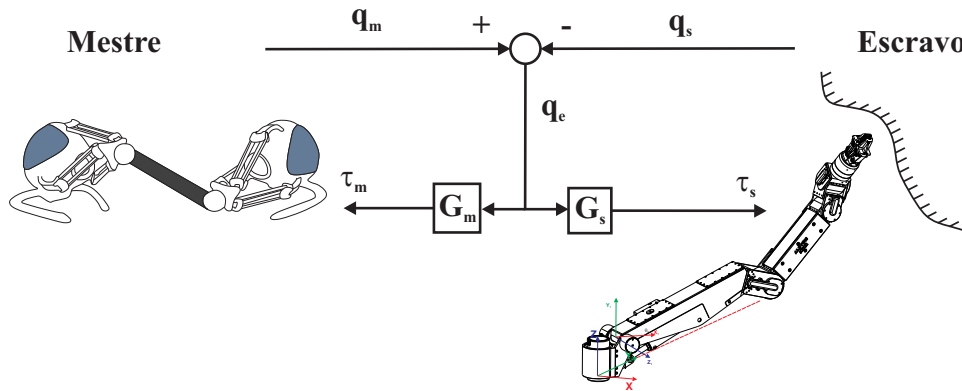 Mestre
q_m
+
-
q_s
Escravo
q_e
τ_m
G_m
G_s
τ_s
Z
X